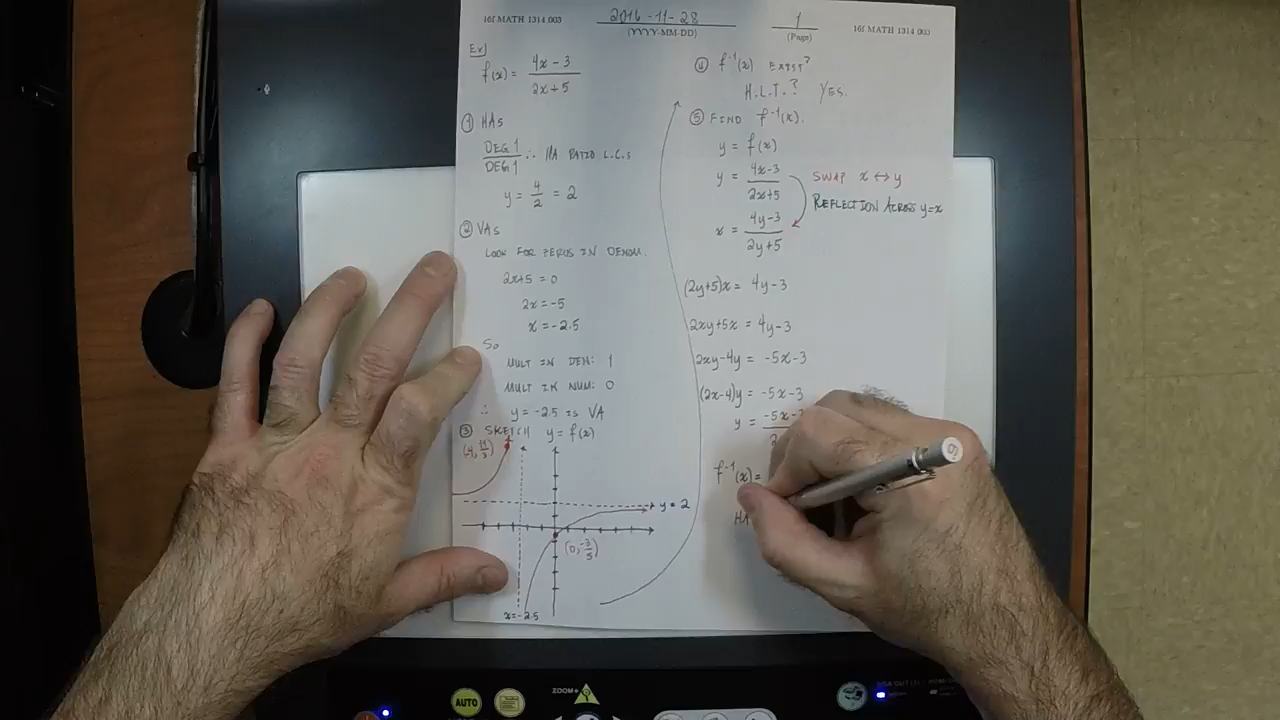 16f MATH 1314 003
2016-11-28
(YYYY-MM-DD)
1
(Page)
16f MATH 1314 003
Ex)
f(x) = 4x-3
2x+5
① HAs
DEG 1
DEG 1
∴ HA RATIO L.C.s
y = 4/2 = 2
② VAs
LOOK FOR ZEROS IN DENOM.
2x+5 = 0
2x = -5
x = -2.5
So
MULT IN DEN: 1
MULT IN NUM: 0
∴ y = -2.5 IS VA
③ SKETCH y = f(x)
y = 2
(0, -3/5)
x = -2.5
④ f⁻¹(x) EXIST?
H.L.T.? YES.
⑤ FIND f⁻¹(x).
y = f(x)
y = 4x-3
2x+5
SWAP x ↔ y
REFLECTION ACROSS y=x
x = 4y-3
2y+5
(2y+5)x = 4y-3
2xy+5x = 4y-3
2xy-4y = -5x-3
(2x-4)y = -5x-3
y = -5x-
f⁻¹(x) =
HA
AUTO
ZOOM